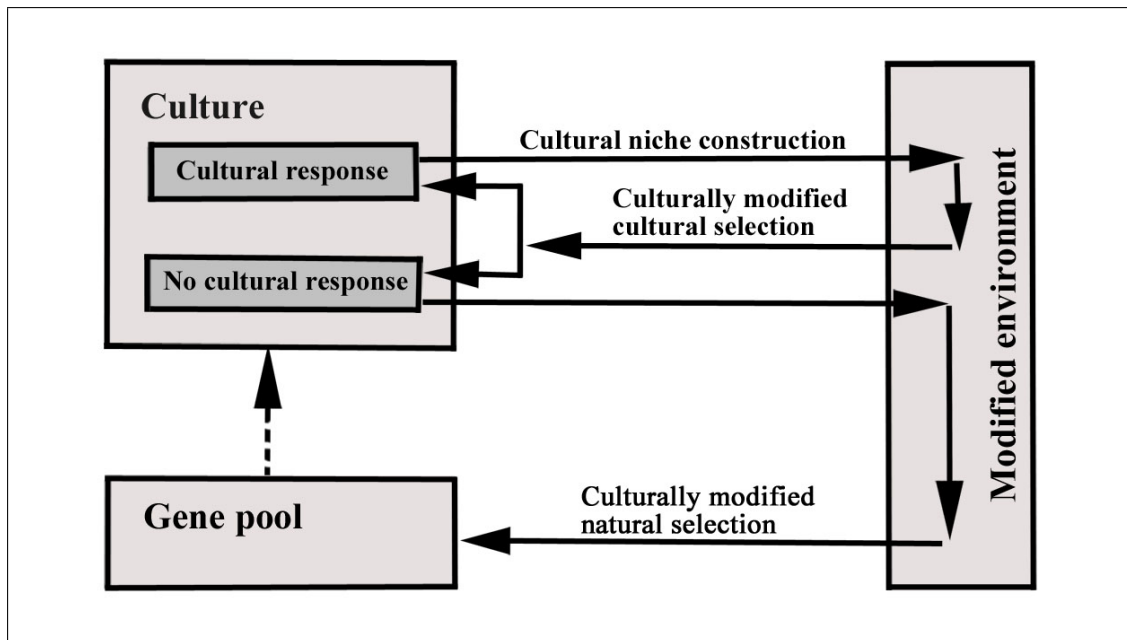 Culture
Cultural response
No cultural response
Cultural niche construction
Culturally modified
cultural selection
Modified environment
Gene pool
Culturally modified
natural selection